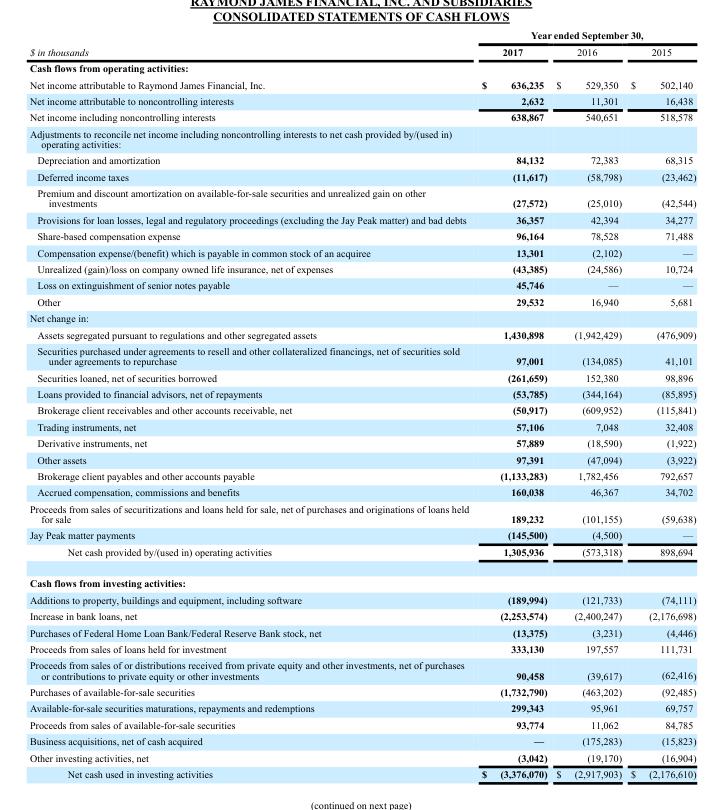 RAYMOND JAMES FINANCIAL, INC. AND SUBSIDIARIES
CONSOLIDATED STATEMENTS OF CASH FLOWS
Year ended September 30,
$ in thousands 2017 2016 2015
Cash flows from operating activities:
Net income attributable to Raymond James Financial, Inc. $ 636,235 $ 529,350 $ 502,140
Net income attributable to noncontrolling interests 2,632 11,301 16,438
Net income including noncontrolling interests 638,867 540,651 518,578
Adjustments to reconcile net income including noncontrolling interests to net cash provided by/(used in)
operating activities:
Depreciation and amortization 84,132 72,383 68,315
Deferred income taxes (11,617) (58,798) (23,462)
Premium and discount amortization on available-for-sale securities and unrealized gain on other
investments (27,572) (25,010) (42,544)
Provisions for loan losses, legal and regulatory proceedings (excluding the Jay Peak matter) and bad debts 36,357 42,394 34,277
Share-based compensation expense 96,164 78,528 71,488
Compensation expense/(benefit) which is payable in common stock of an acquiree 13,301 (2,102) —
Unrealized (gain)/loss on company owned life insurance, net of expenses (43,385) (24,586) 10,724
Loss on extinguishment of senior notes payable 45,746 — —
Other 29,532 16,940 5,681
Net change in:
Assets segregated pursuant to regulations and other segregated assets 1,430,898 (1,942,429) (476,909)
Securities purchased under agreements to resell and other collateralized financings, net of securities sold
under agreements to repurchase 97,001 (134,085) 41,101
Securities loaned, net of securities borrowed (261,659) 152,380 98,896
Loans provided to financial advisors, net of repayments (53,785) (344,164) (85,895)
Brokerage client receivables and other accounts receivable, net (50,917) (609,952) (115,841)
Trading instruments, net 57,106 7,048 32,408
Derivative instruments, net 57,889 (18,590) (1,922)
Other assets 97,391 (47,094) (3,922)
Brokerage client payables and other accounts payable (1,133,283) 1,782,456 792,657
Accrued compensation, commissions and benefits 160,038 46,367 34,702
Proceeds from sales of securitizations and loans held for sale, net of purchases and originations of loans held
for sale 189,232 (101,155) (59,638)
Jay Peak matter payments (145,500) (4,500) —
Net cash provided by/(used in) operating activities 1,305,936 (573,318) 898,694
Cash flows from investing activities:
Additions to property, buildings and equipment, including software (189,994) (121,733) (74,111)
Increase in bank loans, net (2,253,574) (2,400,247) (2,176,698)
Purchases of Federal Home Loan Bank/Federal Reserve Bank stock, net (13,375) (3,231) (4,446)
Proceeds from sales of loans held for investment 333,130 197,557 111,731
Proceeds from sales of or distributions received from private equity and other investments, net of purchases
or contributions to private equity or other investments 90,458 (39,617) (62,416)
Purchases of available-for-sale securities (1,732,790) (463,202) (92,485)
Available-for-sale securities maturities, repayments and redemptions 299,343 95,961 69,757
Proceeds from sales of available-for-sale securities 93,774 11,062 84,785
Business acquisitions, net of cash acquired — (175,283) (15,823)
Other investing activities, net (3,042) (19,170) (16,904)
Net cash used in investing activities $ (3,376,070) $ (2,917,903) $ (2,176,610)
(continued on next page)